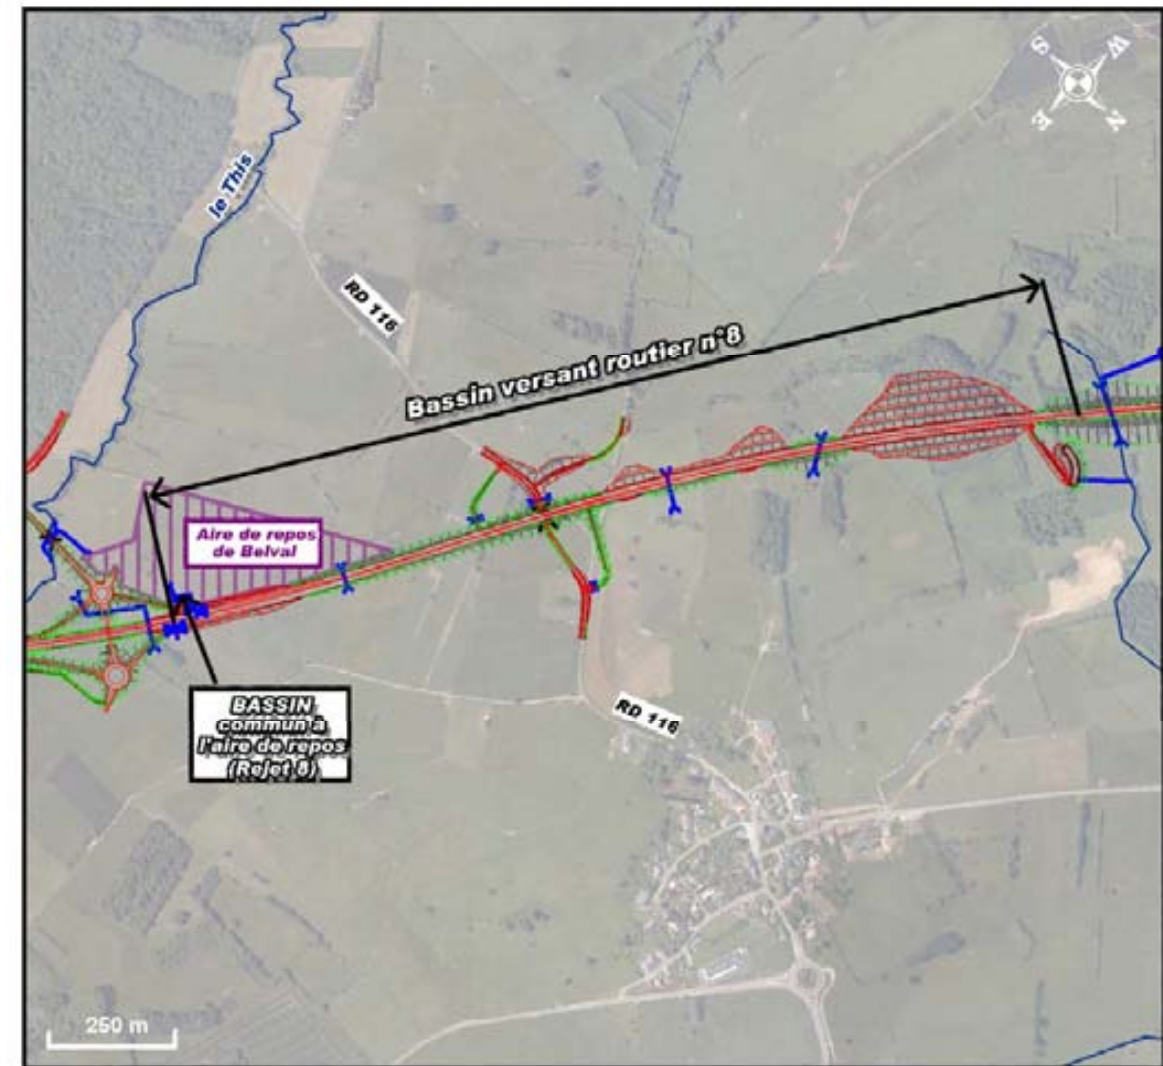 S
W
E
N
le This
RD 116
Bassin versant routier n°8
Aire de repos
de Belval
BASSIN
commun à
l'aire de repos
(Rejet 8)
RD 116
250 m